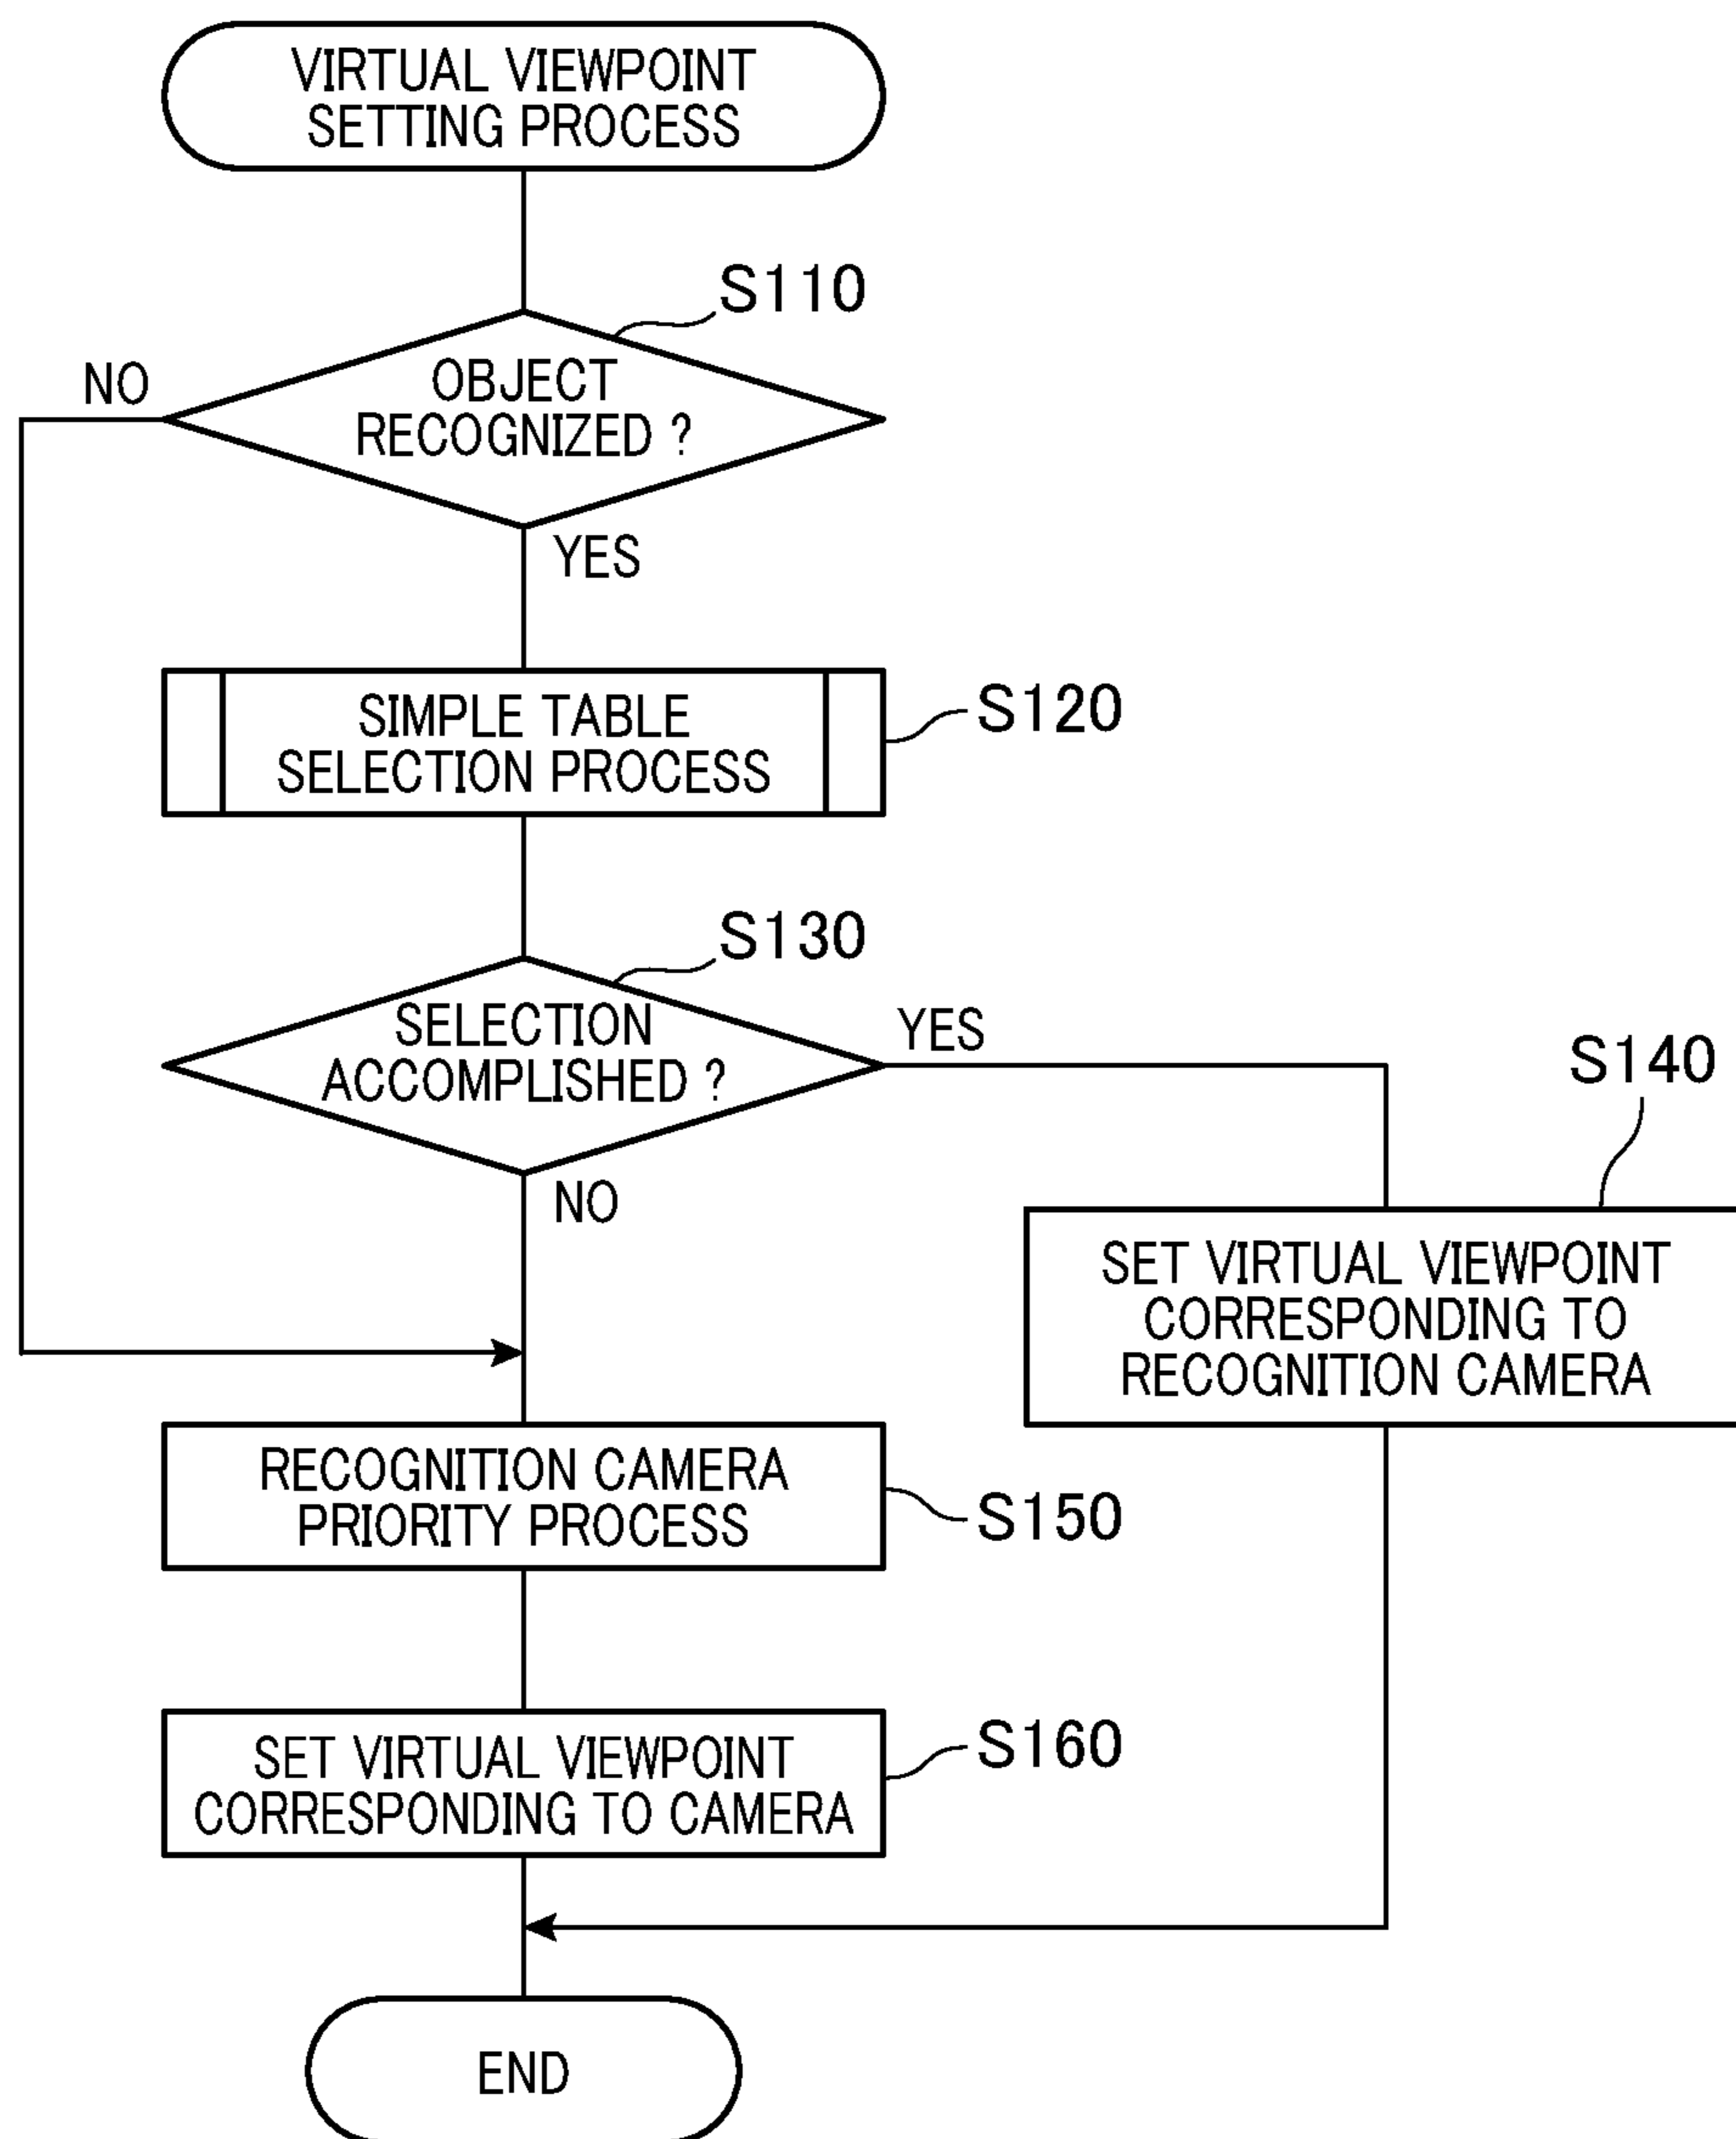 VIRTUAL VIEWPOINT
SETTING PROCESS
S110
NO
OBJECT
RECOGNIZED ?
YES
SIMPLE TABLE
SELECTION PROCESS
S120
S130
SELECTION
ACCOMPLISHED ?
YES
NO
S140
SET VIRTUAL VIEWPOINT
CORRESPONDING TO
RECOGNITION CAMERA
RECOGNITION CAMERA
PRIORITY PROCESS
S150
SET VIRTUAL VIEWPOINT
CORRESPONDING TO CAMERA
S160
END